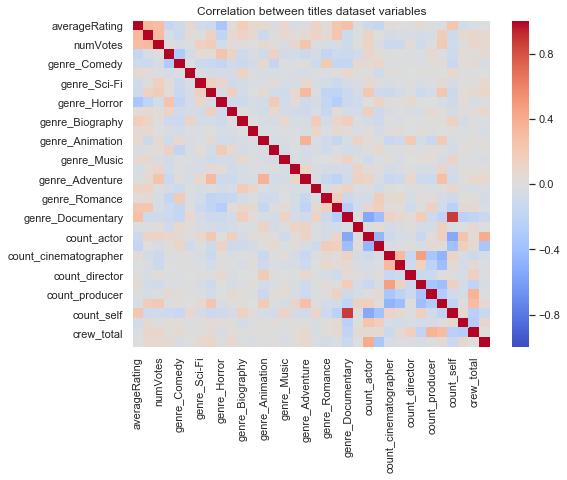 Correlation between titles dataset variables
averageRating
numVotes
genre_Comedy
genre_Sci-Fi
genre_Horror
genre_Biography
genre_Animation
genre_Music
genre_Adventure
genre_Romance
genre_Documentary
count_actor
count_cinematographer
count_director
count_producer
count_self
crew_total
0.8
0.4
0.0
−0.4
−0.8
averageRating
numVotes
genre_Comedy
genre_Sci-Fi
genre_Horror
genre_Biography
genre_Animation
genre_Music
genre_Adventure
genre_Romance
genre_Documentary
count_actor
count_cinematographer
count_director
count_producer
count_self
crew_total